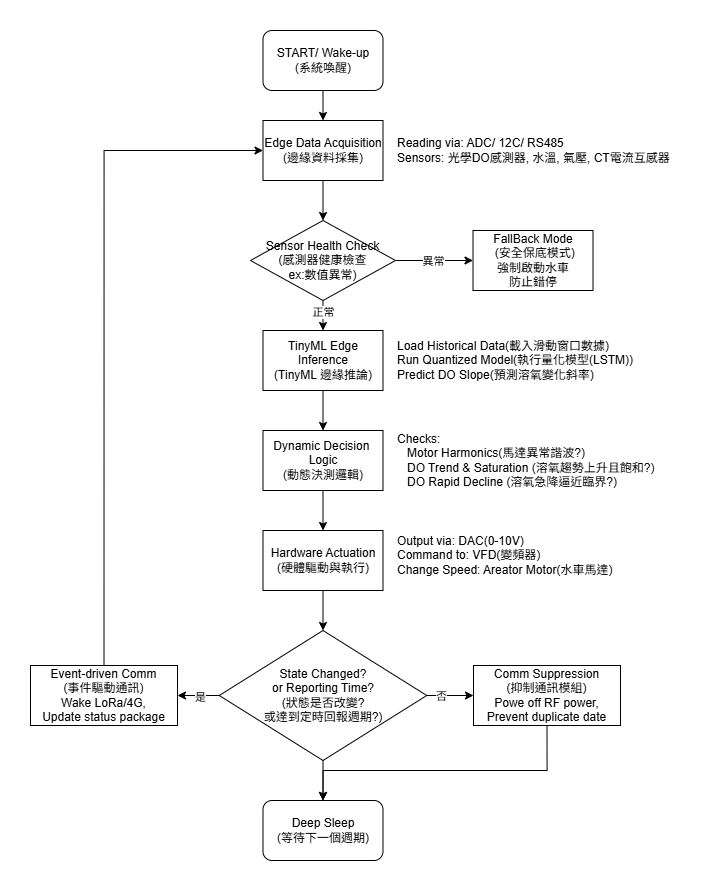 START/ Wake-up
(系統喚醒)
Edge Data Acquisition
(邊緣資料採集)
Reading via: ADC/ 12C/ RS485
Sensors: 光學DO感測器, 水溫, 氣壓, CT電流互感器
Sensor Health Check
(感測器健康檢查
ex:數值異常)
異常
FallBack Mode
(安全保底模式)
強制啟動水車
防止錯停
正常
TinyML Edge
Inference
(TinyML 邊緣推論)
Load Historical Data(載入滑動窗口數據)
Run Quantized Model(執行量化模型(LSTM))
Predict DO Slope(預測溶氧變化斜率)
Dynamic Decision
Logic
(動態決測邏輯)
Checks:
Motor Harmonics(馬達異常諧波?)
DO Trend & Saturation (溶氧趨勢上升且飽和?)
DO Rapid Decline (溶氧急降逼近臨界?)
Hardware Actuation
(硬體驅動與執行)
Output via: DAC(0-10V)
Command to: VFD(變頻器)
Change Speed: Areator Motor(水車馬達)
State Changed?
or Reporting Time?
(狀態是否改變?
或達到定時回報週期?)
是
Event-driven Comm
(事件驅動通訊)
Wake LoRa/4G,
Update status package
否
Comm Suppression
(抑制通訊模組)
Powe off RF power,
Prevent duplicate date
Deep Sleep
(等待下一個週期)